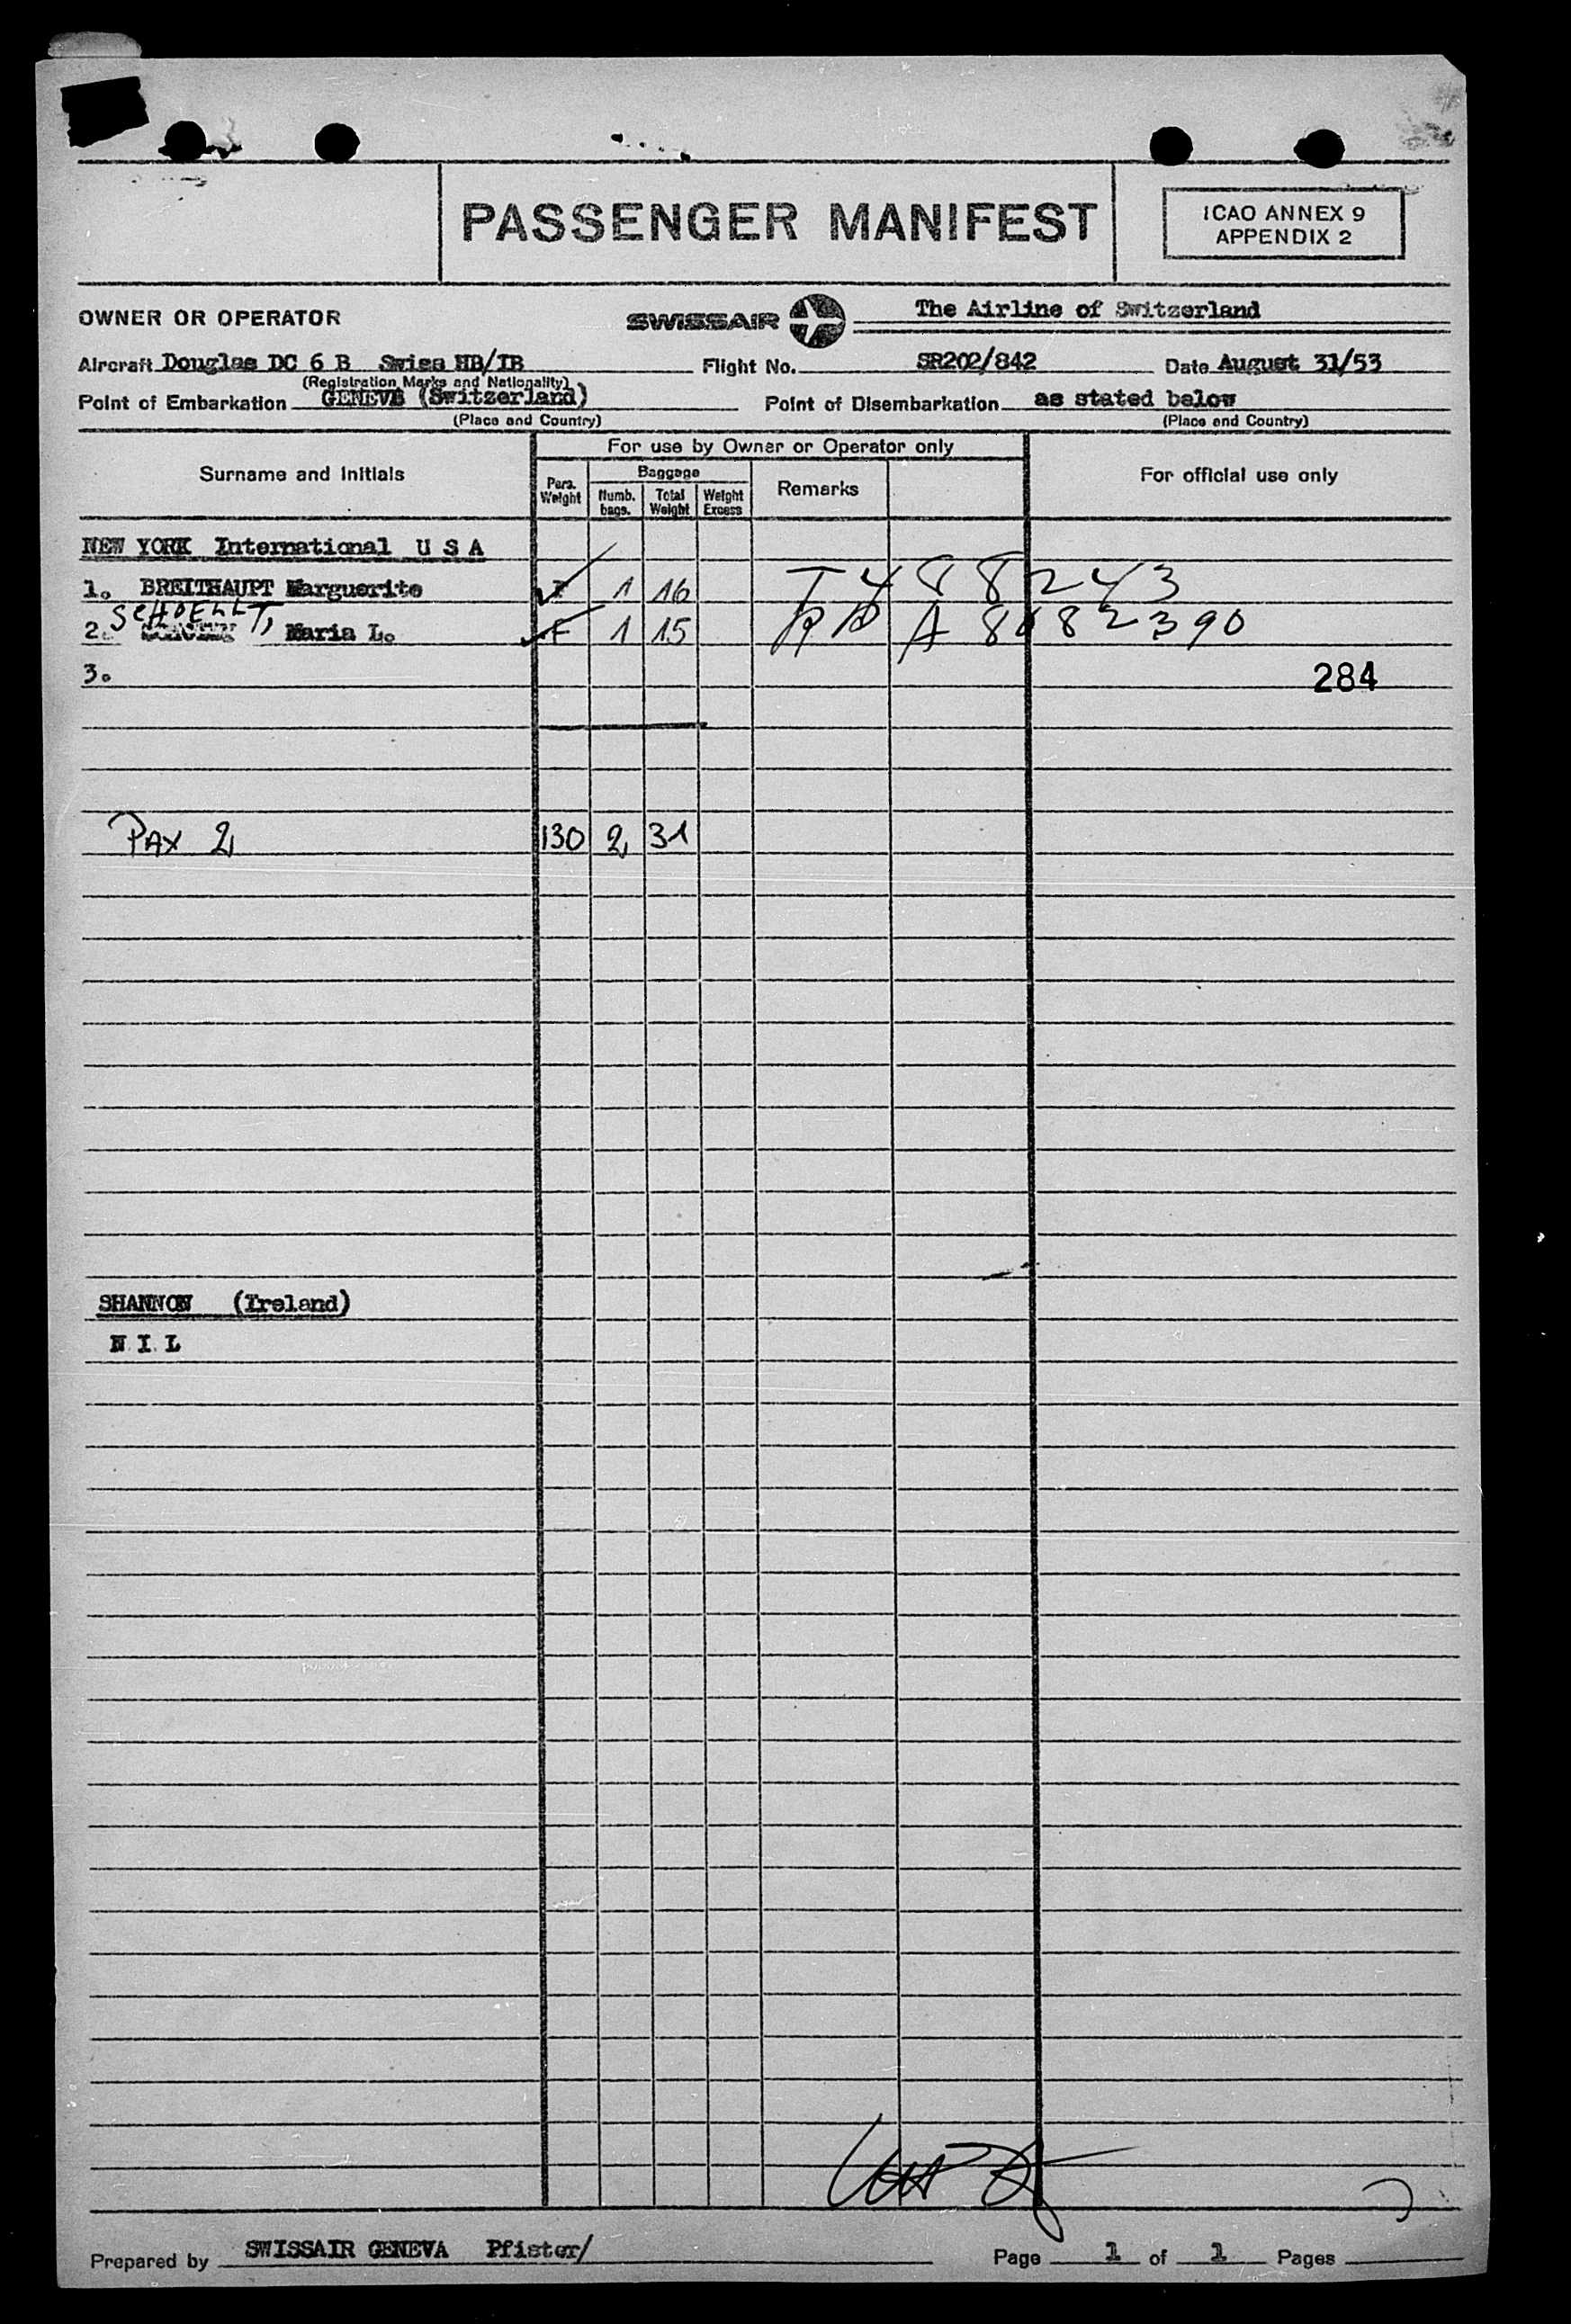 PASSENGER MANIFEST
ICAO ANNEX 9
APPENDIX 2
OWNER OR OPERATOR SWISSAIR The Airline of Switzerland
Aircraft Douglas DC 6 B Swiss HB/IB Flight No. SR202/842 Date August 31/53
(Registration Marks and Nationality)
Point of Embarkation GENEVA (Switzerland) Point of Disembarkation as stated below
(Place and Country) (Place and Country)
For use by Owner or Operator only
Surname and Initials Pers. Weight Baggage Numb. bags. Total Weight Weight Excess Remarks For official use only
NEW YORK International U S A
1. BREITHAUPT Marguerite F 1 16 T488243
2. SCHOELLT, Maria L. F 1 15 A8082390
3. 284
PAX 2 130 2 31
SHANNON (Ireland)
N I L
Prepared by SWISSAIR GENEVA Pfister/ Page 1 of 1 Pages